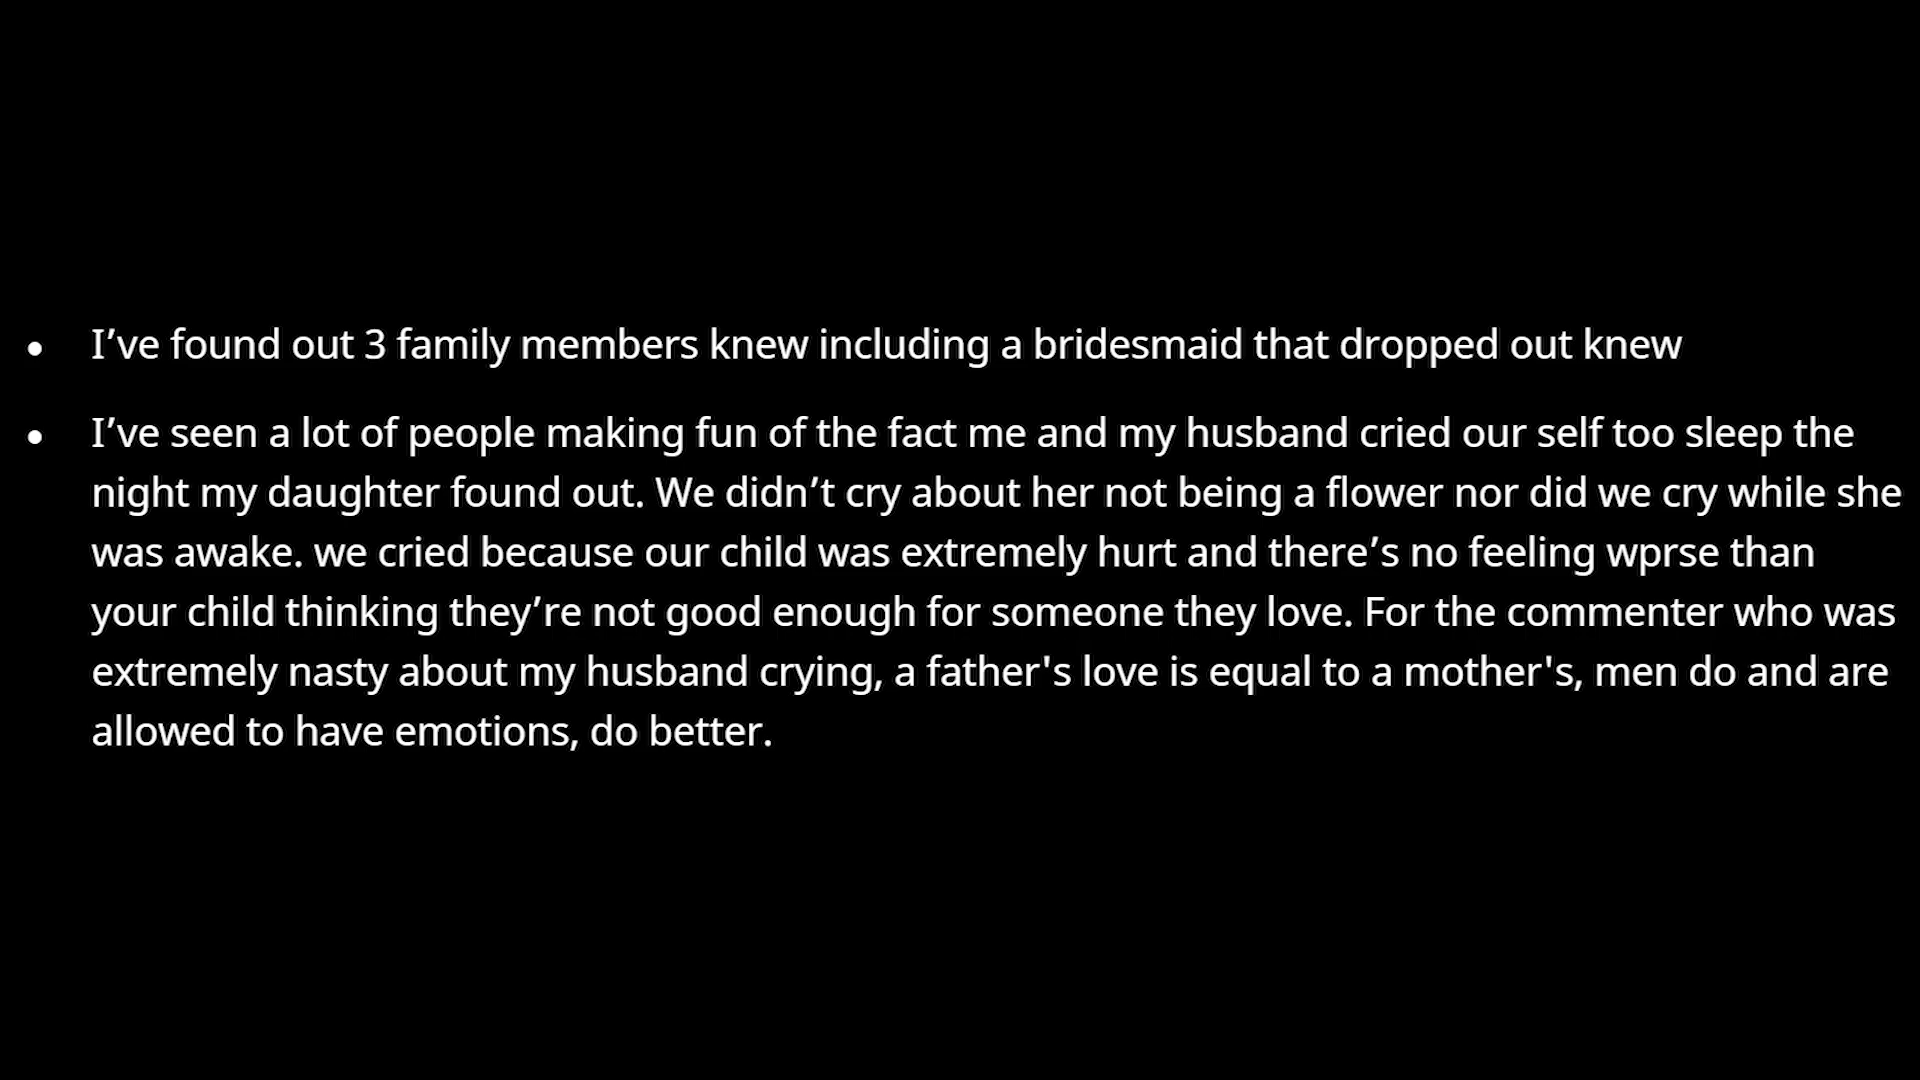 • I’ve found out 3 family members knew including a bridesmaid that dropped out knew
• I’ve seen a lot of people making fun of the fact me and my husband cried our self too sleep the
night my daughter found out. We didn’t cry about her not being a flower nor did we cry while she
was awake. we cried because our child was extremely hurt and there’s no feeling wprse than
your child thinking they’re not good enough for someone they love. For the commenter who was
extremely nasty about my husband crying, a father's love is equal to a mother's, men do and are
allowed to have emotions, do better.